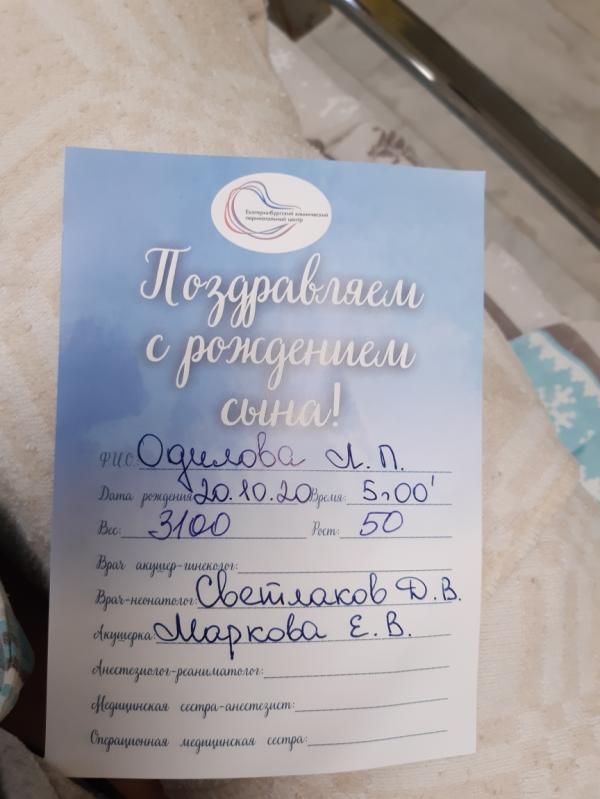 Екатеринбургский клинический
перинатальный центр
Поздравляем
с рождением
сына!
Ф.И.О: Одилова Л. П.
Дата рождения: 20.10.20 Время: 5-00'
Вес: 3100 Рост: 50
Врач акушер-гинеколог:
Врач-неонатолог: Светлаков Д. В.
Акушерка: Маркова Е. В.
Анестезиолог-реаниматолог:
Медицинская сестра-анестезист:
Операционная медицинская сестра: